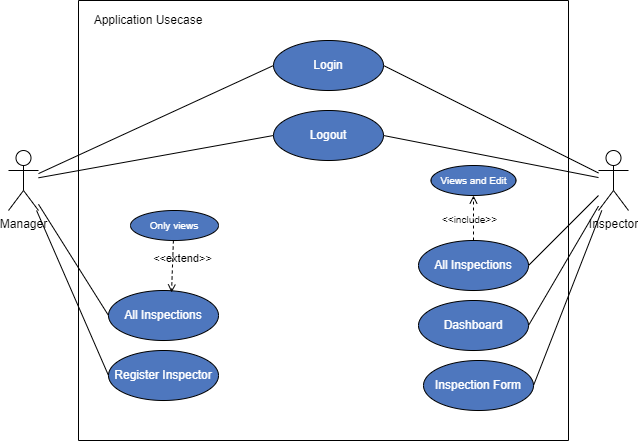 Application Usecase
Login
Logout
Manager
Inspector
Views and Edit
<<include>>
Only views
<<extend>>
All Inspections
All Inspections
Dashboard
Register Inspector
Inspection Form